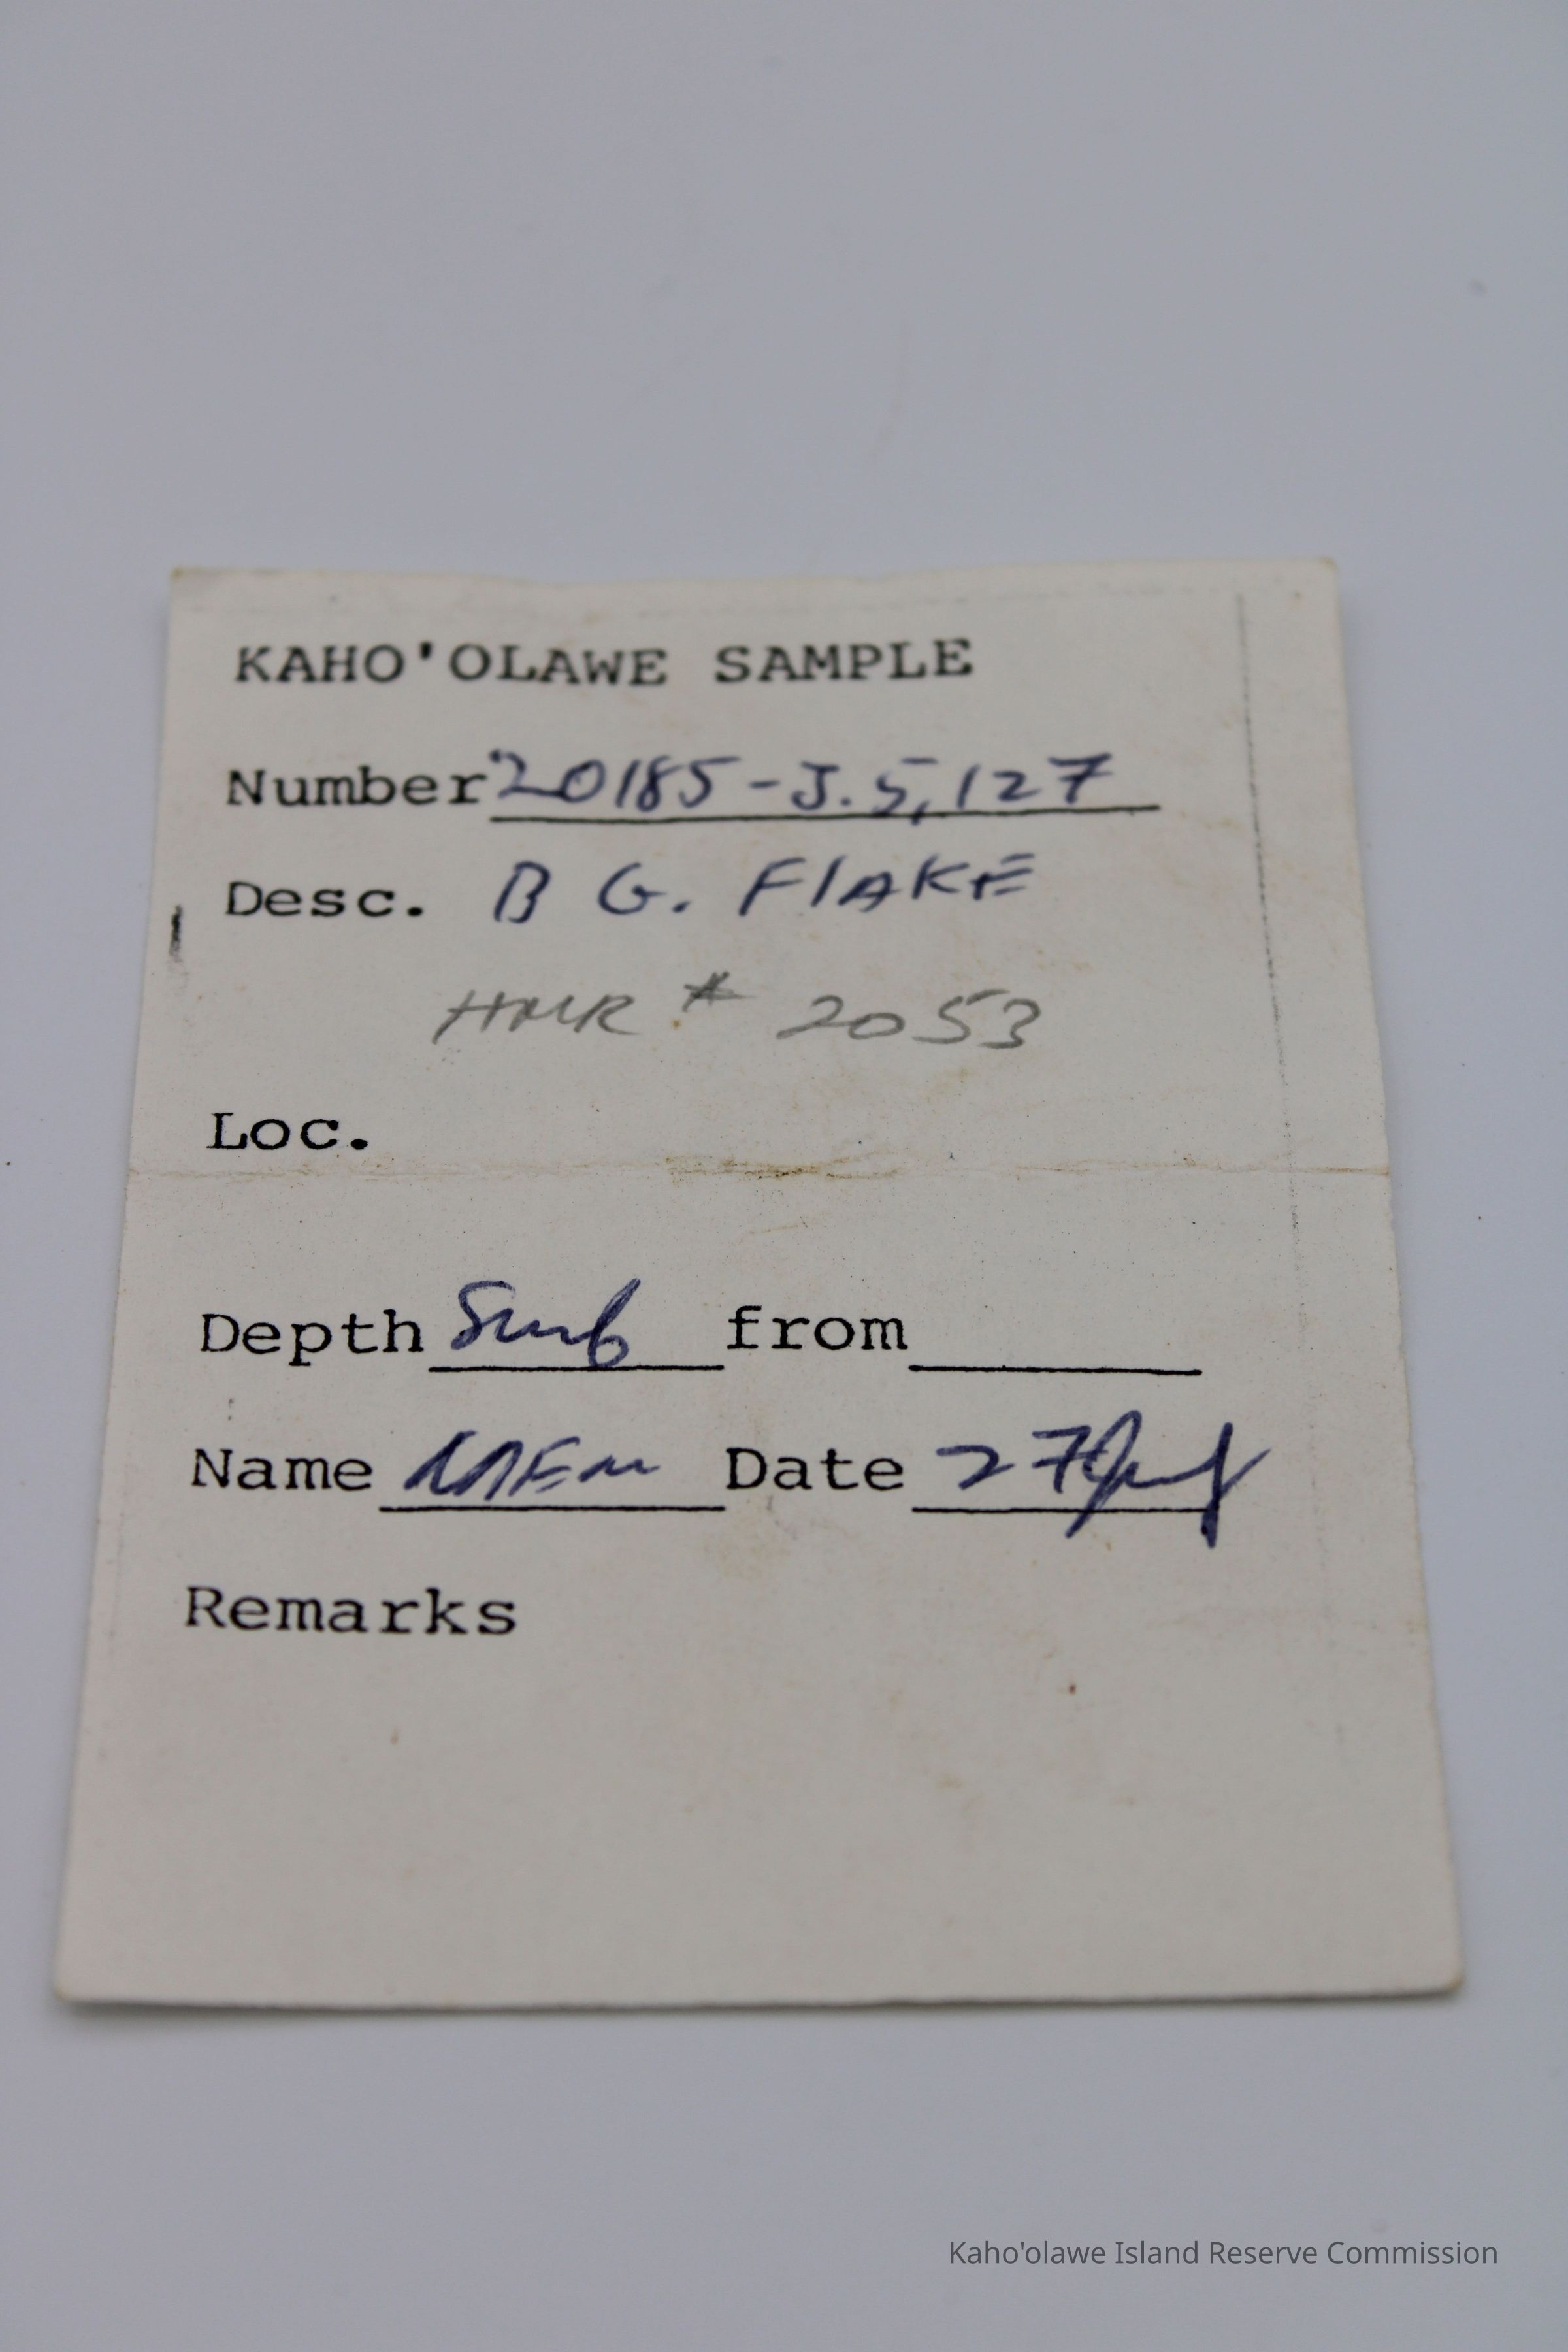 KAHO'OLAWE SAMPLE
Number 20185-J.5,127
Desc. B G. FlAKE
HMR # 2053
Loc.
Depth Surf from
Name Date 27
Remarks
Kaho'olawe Island Reserve Commission